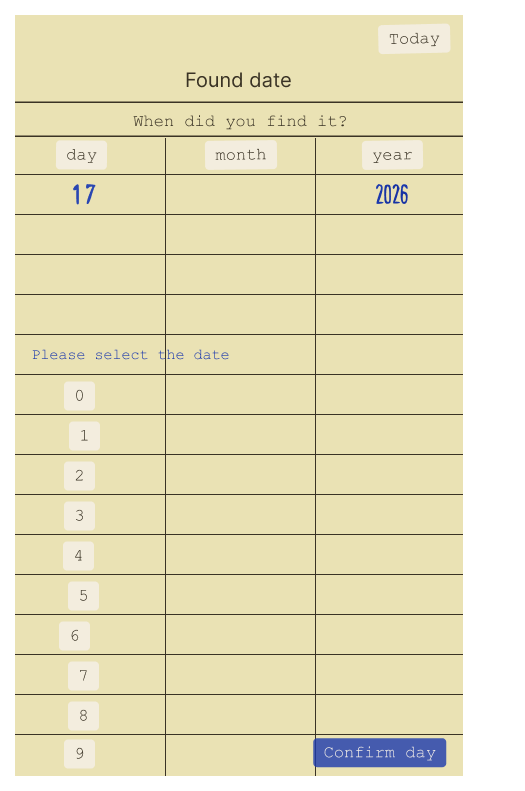 Today
Found date
When did you find it?
day month year
17 2026
Please select the date
0
1
2
3
4
5
6
7
8
9 Confirm day